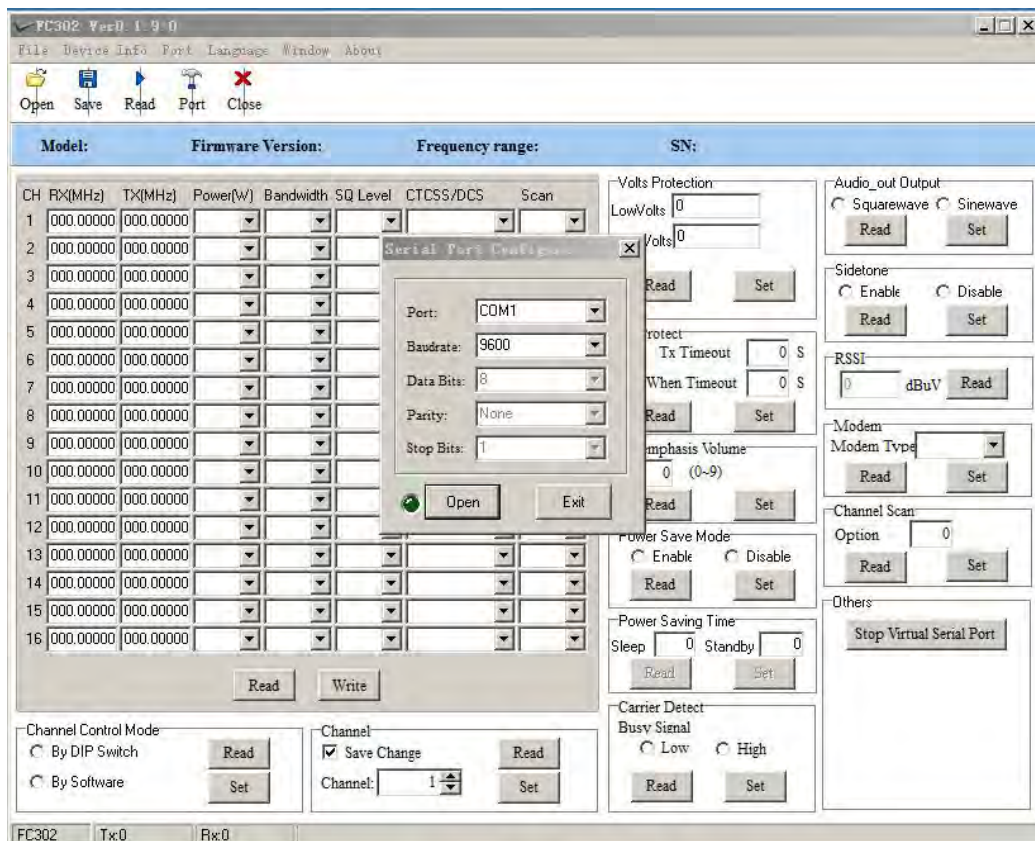 FC302 Ver0.1.9.0
File Device Info Port Language Window About
Open Save Read Port Close
Model: Firmware Version: Frequency range: SN:
CH RX(MHz) TX(MHz) Power(W) Bandwidth SQ Level CTCSS/DCS Scan
1 000.00000 000.00000
2 000.00000 000.00000
3 000.00000 000.00000
4 000.00000 000.00000
5 000.00000 000.00000
6 000.00000 000.00000
7 000.00000 000.00000
8 000.00000 000.00000
9 000.00000 000.00000
10 000.00000 000.00000
11 000.00000 000.00000
12 000.00000 000.00000
13 000.00000 000.00000
14 000.00000 000.00000
15 000.00000 000.00000
16 000.00000 000.00000
Read Write
Channel Control Mode
By DIP Switch Read
By Software Set
Channel
Save Change Read
Channel: 1 Set
Serial Port
Port: COM1
Baudrate: 9600
Data Bits: 8
Parity: None
Stop Bits: 1
Open Exit
Volts Protection
LowVolts 0
Volts 0
Read Set
rotect
Tx Timeout 0 S
When Timeout 0 S
Read Set
mphasis Volume
0 (0~9)
Read Set
Power Save Mode
Enable Disable
Read Set
Power Saving Time
Sleep 0 Standby 0
Read Set
Carrier Detect
Busy Signal
Low High
Read Set
Audio_out Output
Squarewave Sinewave
Read Set
Sidetone
Enable Disable
Read Set
RSSI
0 dBuV Read
Modem
Modem Type
Read Set
Channel Scan
Option 0
Read Set
Others
Stop Virtual Serial Port
FC302 Tx:0 Rx:0